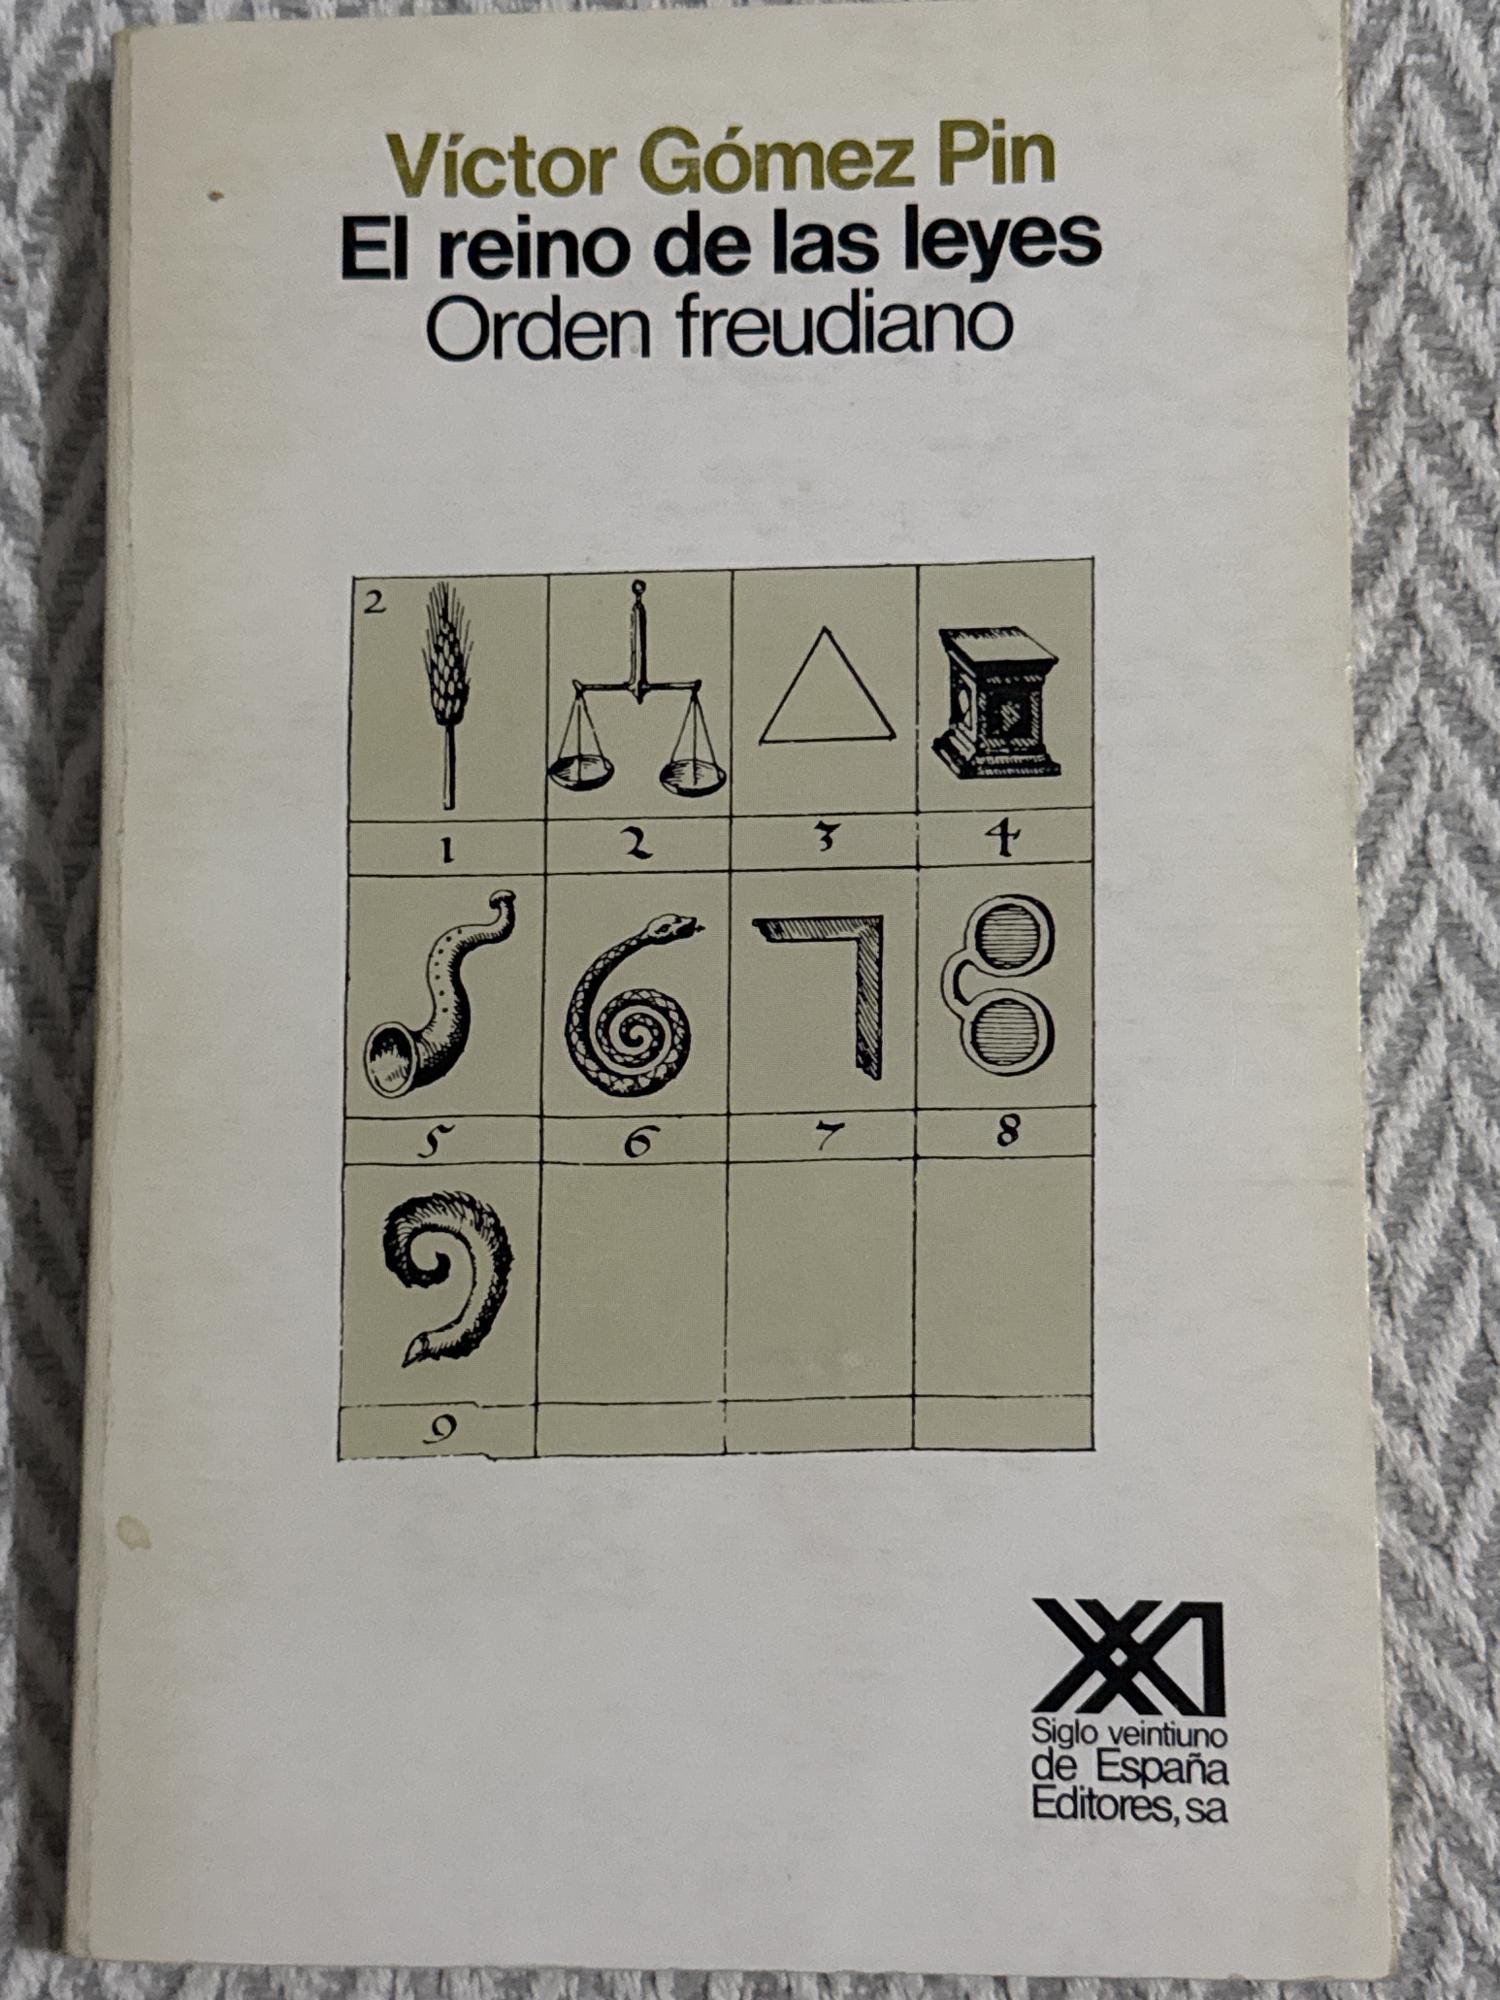 Víctor Gómez Pin
El reino de las leyes
Orden freudiano
2
1 2 3 4
5 6 7 8
9
XXI
Siglo veintiuno
de España
Editores, sa